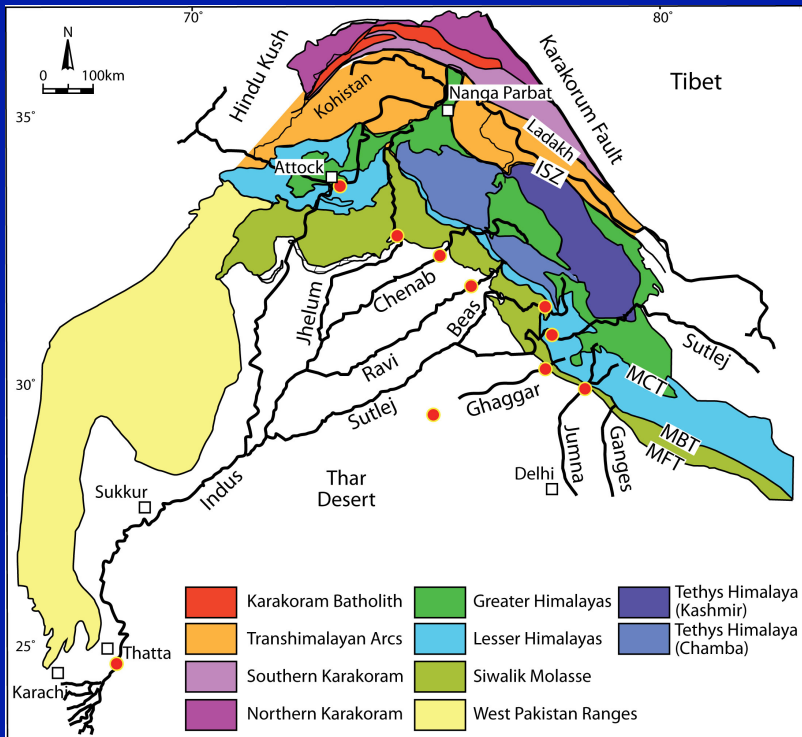 70°
80°
N
0
100km
Hindu Kush
Karakorum Fault
Tibet
Kohistan
Nanga Parbat
35°
Ladakh
ISZ
Attock
Jhelum
Chenab
Ravi
Beas
Sutlej
Sutlej
30°
Ghaggar
MCT
MBT
MFT
Jumna
Ganges
Delhi
Thar
Desert
Sukkur
Indus
25°
Thatta
Karachi
Karakoram Batholith
Transhimalayan Arcs
Southern Karakoram
Northern Karakoram
Greater Himalayas
Lesser Himalayas
Siwalik Molasse
West Pakistan Ranges
Tethys Himalaya
(Kashmir)
Tethys Himalaya
(Chamba)